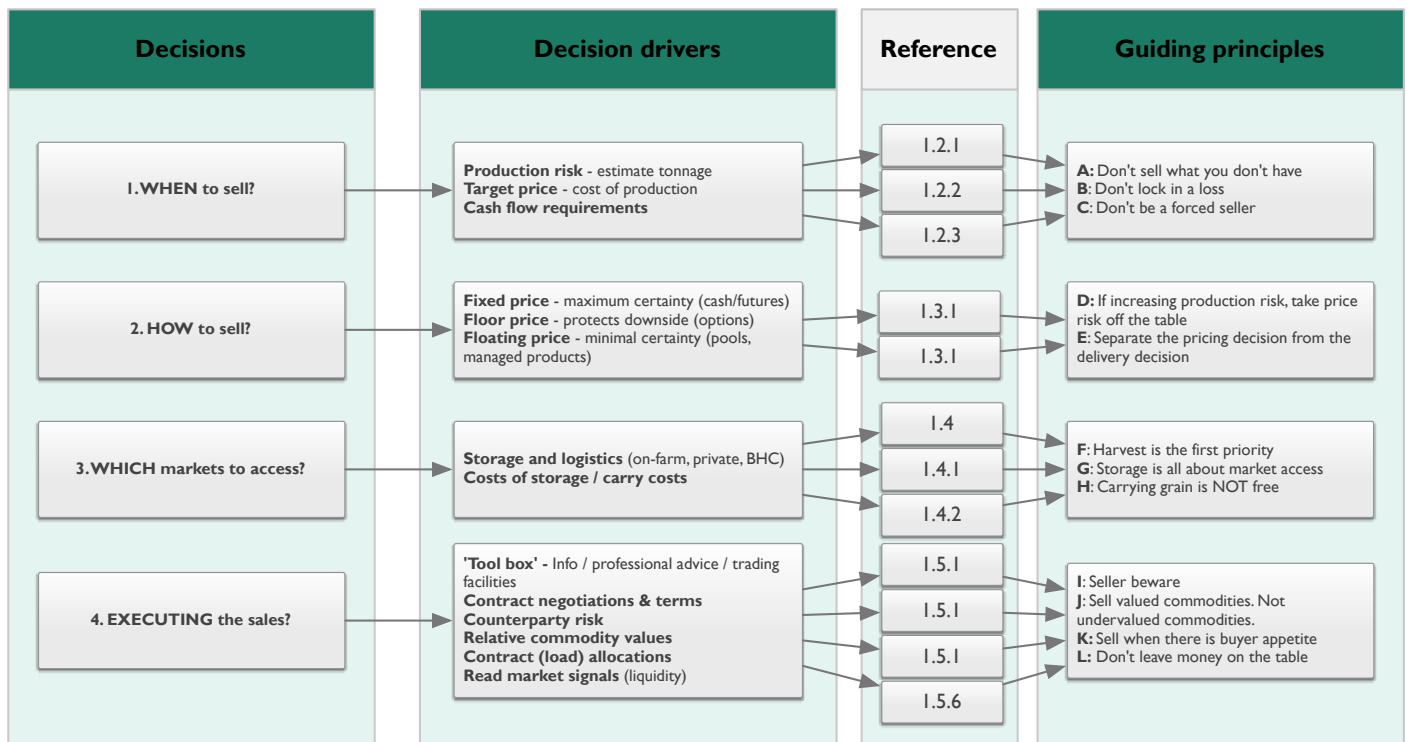 Decisions
Decision drivers
Reference
Guiding principles
1. WHEN to sell?
Production risk - estimate tonnage
Target price - cost of production
Cash flow requirements
1.2.1
1.2.2
1.2.3
A: Don't sell what you don't have
B: Don't lock in a loss
C: Don't be a forced seller
2. HOW to sell?
Fixed price - maximum certainty (cash/futures)
Floor price - protects downside (options)
Floating price - minimal certainty (pools,
managed products)
1.3.1
1.3.1
D: If increasing production risk, take price
risk off the table
E: Separate the pricing decision from the
delivery decision
3. WHICH markets to access?
Storage and logistics (on-farm, private, BHC)
Costs of storage / carry costs
1.4
1.4.1
1.4.2
F: Harvest is the first priority
G: Storage is all about market access
H: Carrying grain is NOT free
4. EXECUTING the sales?
'Tool box' - Info / professional advice / trading
facilities
Contract negotiations & terms
Counterparty risk
Relative commodity values
Contract (load) allocations
Read market signals (liquidity)
1.5.1
1.5.1
1.5.1
1.5.6
I: Seller beware
J: Sell valued commodities. Not
undervalued commodities.
K: Sell when there is buyer appetite
L: Don't leave money on the table